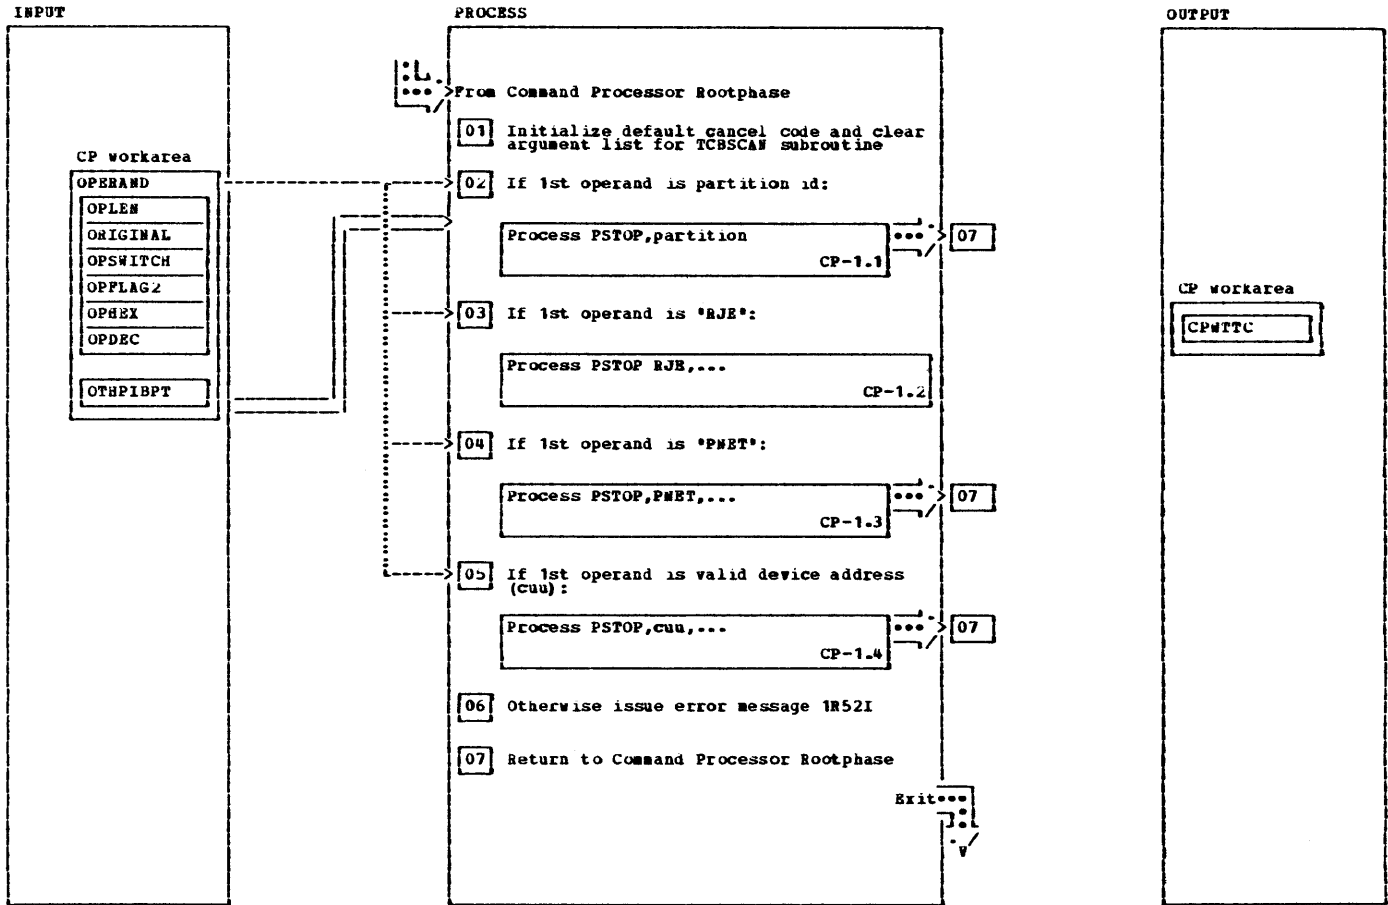 INPUT
PROCESS
OUTPUT
From Command Processor Rootphase
01 Initialize default cancel code and clear
argument list for TCBSCAN subroutine
CP workarea
OPERAND
02 If 1st operand is partition id:
OPLEN
ORIGINAL
Process PSTOP,partition
07
OPSWITCH
CP-1.1
OPFLAG2
CP workarea
OPHEX
03 If 1st operand is "RJE":
CPWTTC
OPDEC
Process PSTOP RJE,...
OTHPIBPT
CP-1.2
04 If 1st operand is "PNET":
Process PSTOP,PNET,...
07
CP-1.3
05 If 1st operand is valid device address
(cuu):
Process PSTOP,cuu,...
07
CP-1.4
06 Otherwise issue error message 1R52I
07 Return to Command Processor Rootphase
Exit